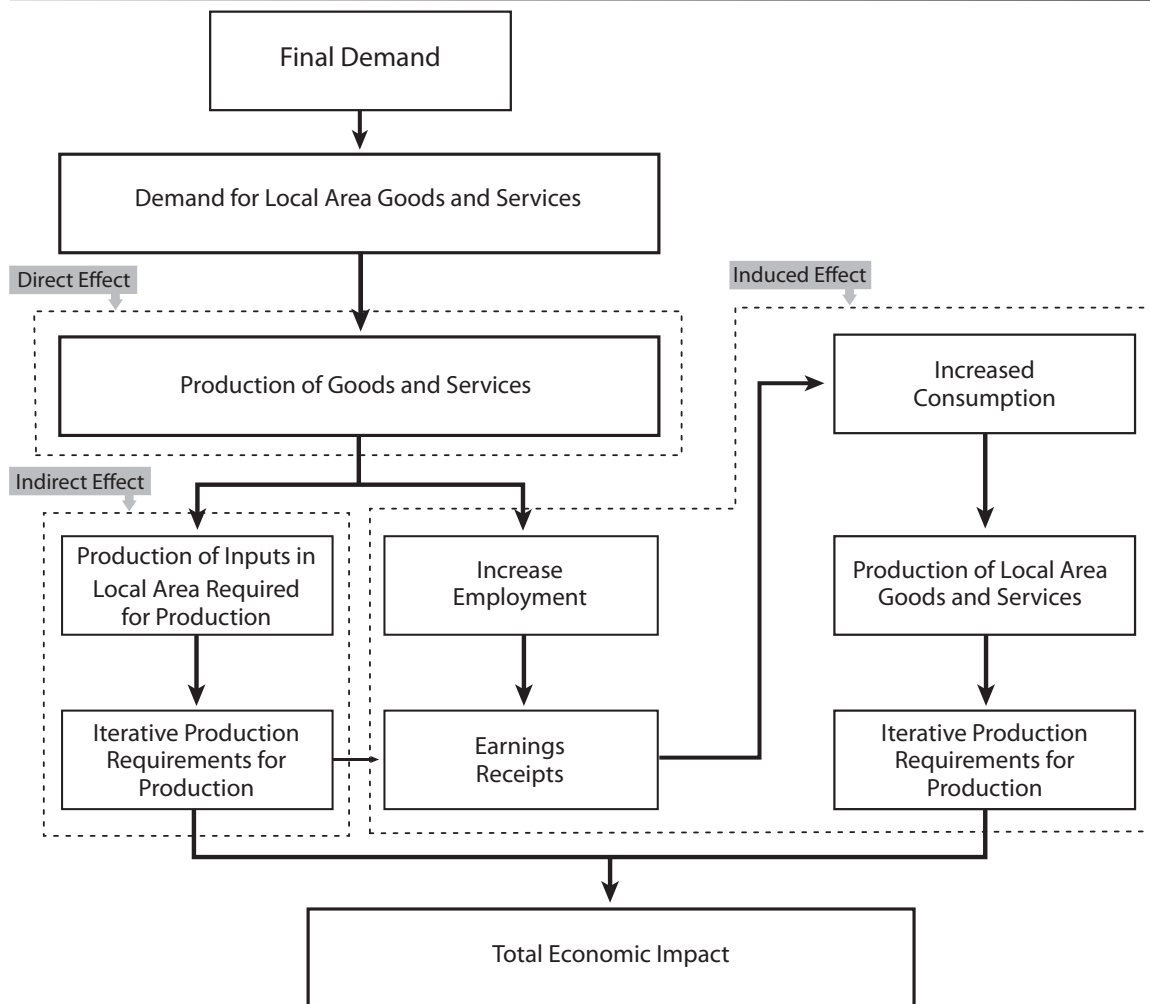 Final Demand
Demand for Local Area Goods and Services
Direct Effect
Induced Effect
Production of Goods and Services
Increased
Consumption
Indirect Effect
Production of Inputs in
Local Area Required
for Production
Increase
Employment
Production of Local Area
Goods and Services
Iterative Production
Requirements for
Production
Earnings
Receipts
Iterative Production
Requirements for
Production
Total Economic Impact